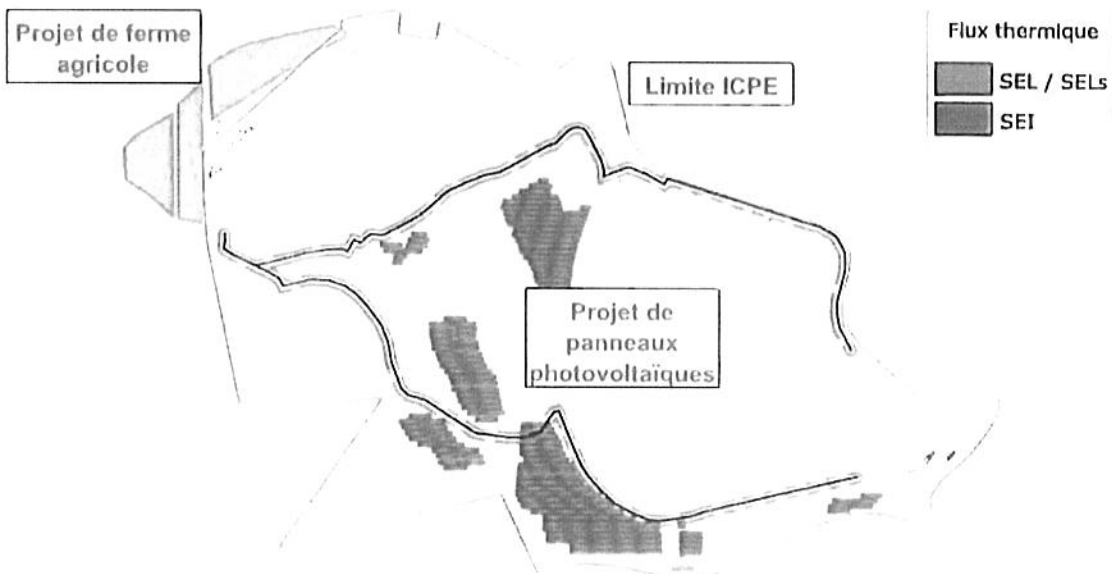 Projet de ferme
agricole
Limite ICPE
Flux thermique
SEL / SELs
SEI
Projet de
panneaux
photovoltaïques